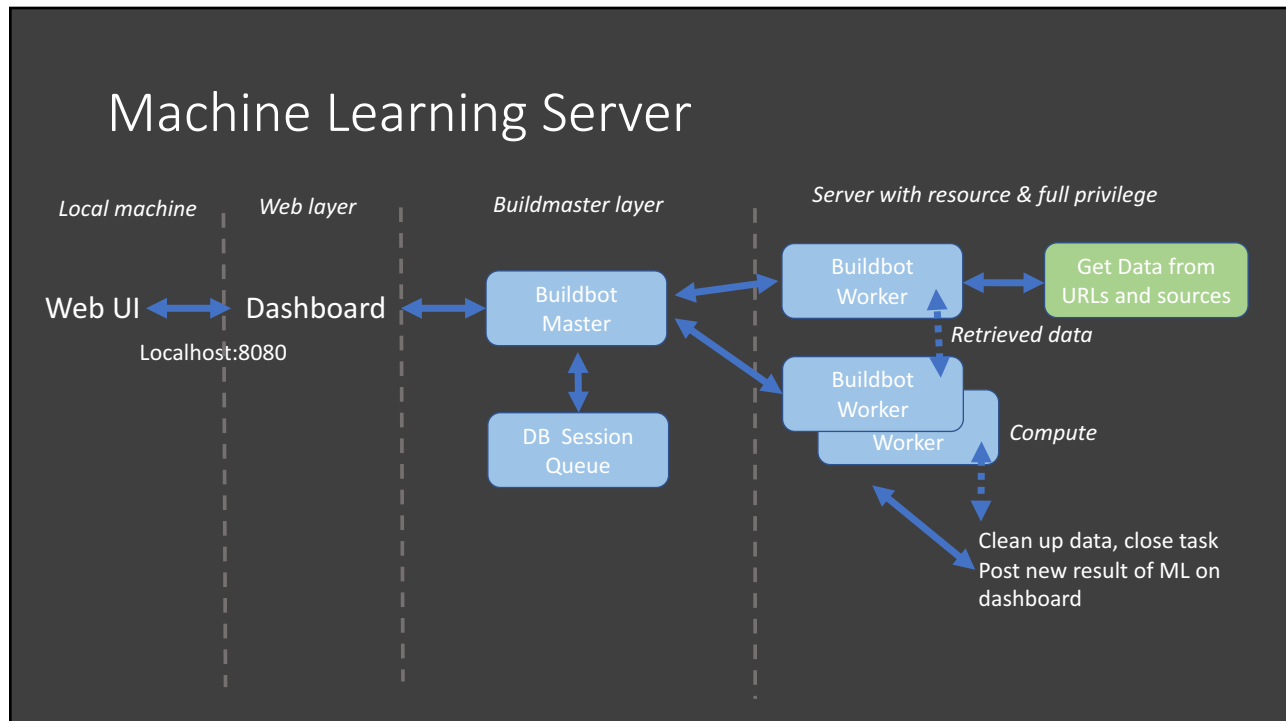 Machine Learning Server
Local machine
Web layer
Buildmaster layer
Server with resource & full privilege
Web UI
Dashboard
Localhost:8080
Buildbot
Master
DB  Session
Queue
Buildbot
Worker
Get Data from
URLs and sources
Retrieved data
Buildbot
Worker
Worker
Compute
Clean up data, close task
Post new result of ML on
dashboard